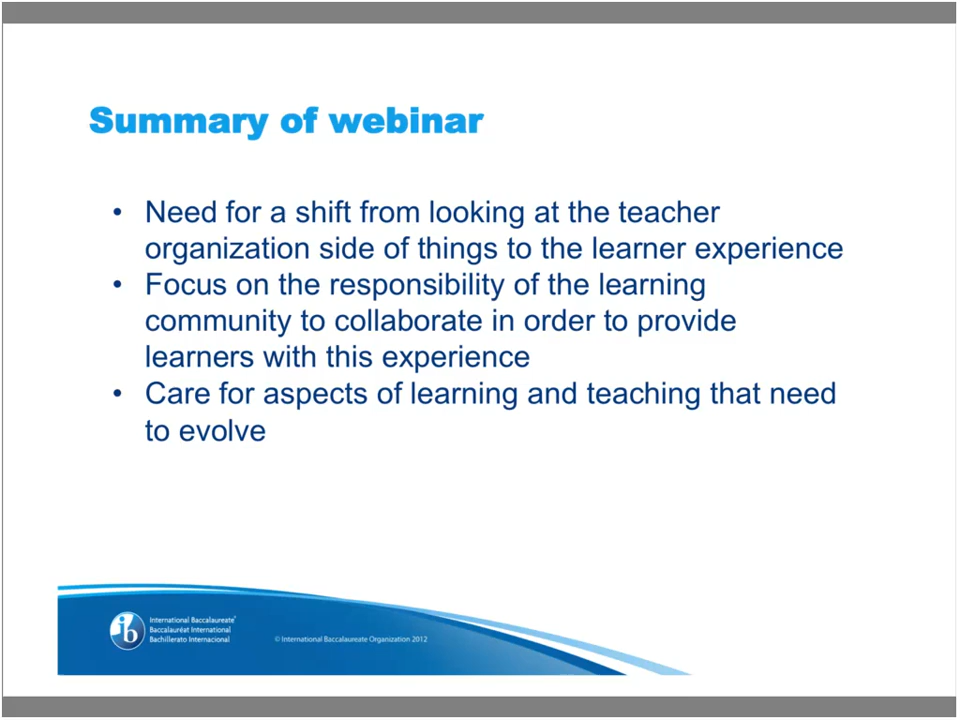 Summary of webinar
• Need for a shift from looking at the teacher
organization side of things to the learner experience
• Focus on the responsibility of the learning
community to collaborate in order to provide
learners with this experience
• Care for aspects of learning and teaching that need
to evolve
ib
International Baccalaureate®
Baccalauréat International
Bachillerato Internacional
© International Baccalaureate Organization 2012